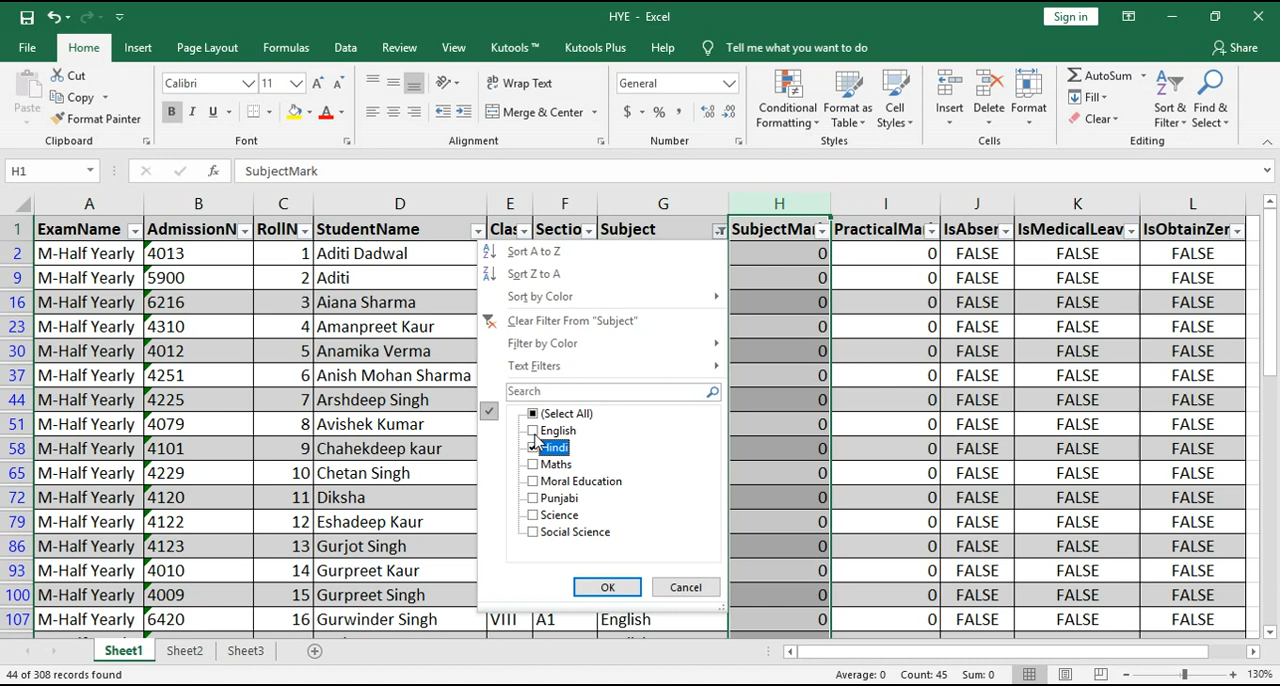 HYE - Excel
Sign in
File Home Insert Page Layout Formulas Data Review View Kutools ™ Kutools Plus Help Tell me what you want to do Share
Paste
Cut
Copy
Format Painter
Clipboard
Calibri 11
B I U
Font
Wrap Text
Merge & Center
Alignment
General
$ % ,
Number
Conditional Formatting
Format as Table
Cell Styles
Styles
Insert Delete Format
Cells
AutoSum
Fill
Clear
Sort & Filter
Find & Select
Editing
H1 fx SubjectMark
A B C D E F G H I J K L
1 ExamName AdmissionN RollN StudentName Clas Sectio Subject SubjectMar PracticalMar IsAbser IsMedicalLeav IsObtainZer
2 M-Half Yearly 4013 1 Aditi Dadwal 0 0 FALSE FALSE FALSE
9 M-Half Yearly 5900 2 Aditi 0 0 FALSE FALSE FALSE
16 M-Half Yearly 6216 3 Aiana Sharma 0 0 FALSE FALSE FALSE
23 M-Half Yearly 4310 4 Amanpreet Kaur 0 0 FALSE FALSE FALSE
30 M-Half Yearly 4012 5 Anamika Verma 0 0 FALSE FALSE FALSE
37 M-Half Yearly 4251 6 Anish Mohan Sharma 0 0 FALSE FALSE FALSE
44 M-Half Yearly 4225 7 Arshdeep Singh 0 0 FALSE FALSE FALSE
51 M-Half Yearly 4079 8 Avishek Kumar 0 0 FALSE FALSE FALSE
58 M-Half Yearly 4101 9 Chahekdeep kaur 0 0 FALSE FALSE FALSE
65 M-Half Yearly 4229 10 Chetan Singh 0 0 FALSE FALSE FALSE
72 M-Half Yearly 4120 11 Diksha 0 0 FALSE FALSE FALSE
79 M-Half Yearly 4122 12 Eshadeep Kaur 0 0 FALSE FALSE FALSE
86 M-Half Yearly 4123 13 Gurjot Singh 0 0 FALSE FALSE FALSE
93 M-Half Yearly 4010 14 Gurpreet Kaur 0 0 FALSE FALSE FALSE
100 M-Half Yearly 4009 15 Gurpreet Singh 0 0 FALSE FALSE FALSE
107 M-Half Yearly 6420 16 Gurwinder Singh VIII A1 English 0 0 FALSE FALSE FALSE
Sort A to Z
Sort Z to A
Sort by Color
Clear Filter From "Subject"
Filter by Color
Text Filters
Search
(Select All)
English
Hindi
Maths
Moral Education
Punjabi
Science
Social Science
OK Cancel
Sheet1 Sheet2 Sheet3
44 of 308 records found Average: 0 Count: 45 Sum: 0 130%